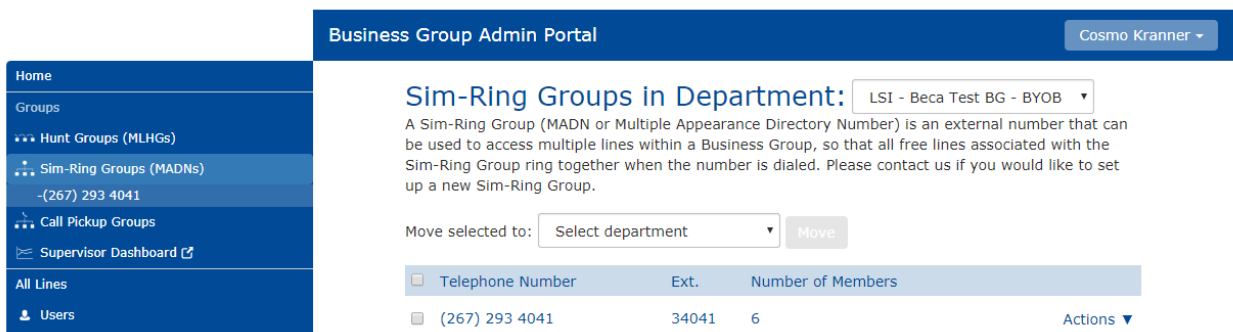 Business Group Admin Portal
Cosmo Kranner
Home
Groups
Hunt Groups (MLHGs)
Sim-Ring Groups (MADNs)
-(267) 293 4041
Call Pickup Groups
Supervisor Dashboard
All Lines
Users
Sim-Ring Groups in Department: LSI - Beca Test BG - BYOB
A Sim-Ring Group (MADN or Multiple Appearance Directory Number) is an external number that can
be used to access multiple lines within a Business Group, so that all free lines associated with the
Sim-Ring Group ring together when the number is dialed. Please contact us if you would like to set
up a new Sim-Ring Group.
Move selected to: Select department Move
Telephone Number Ext. Number of Members
(267) 293 4041 34041 6 Actions ▼